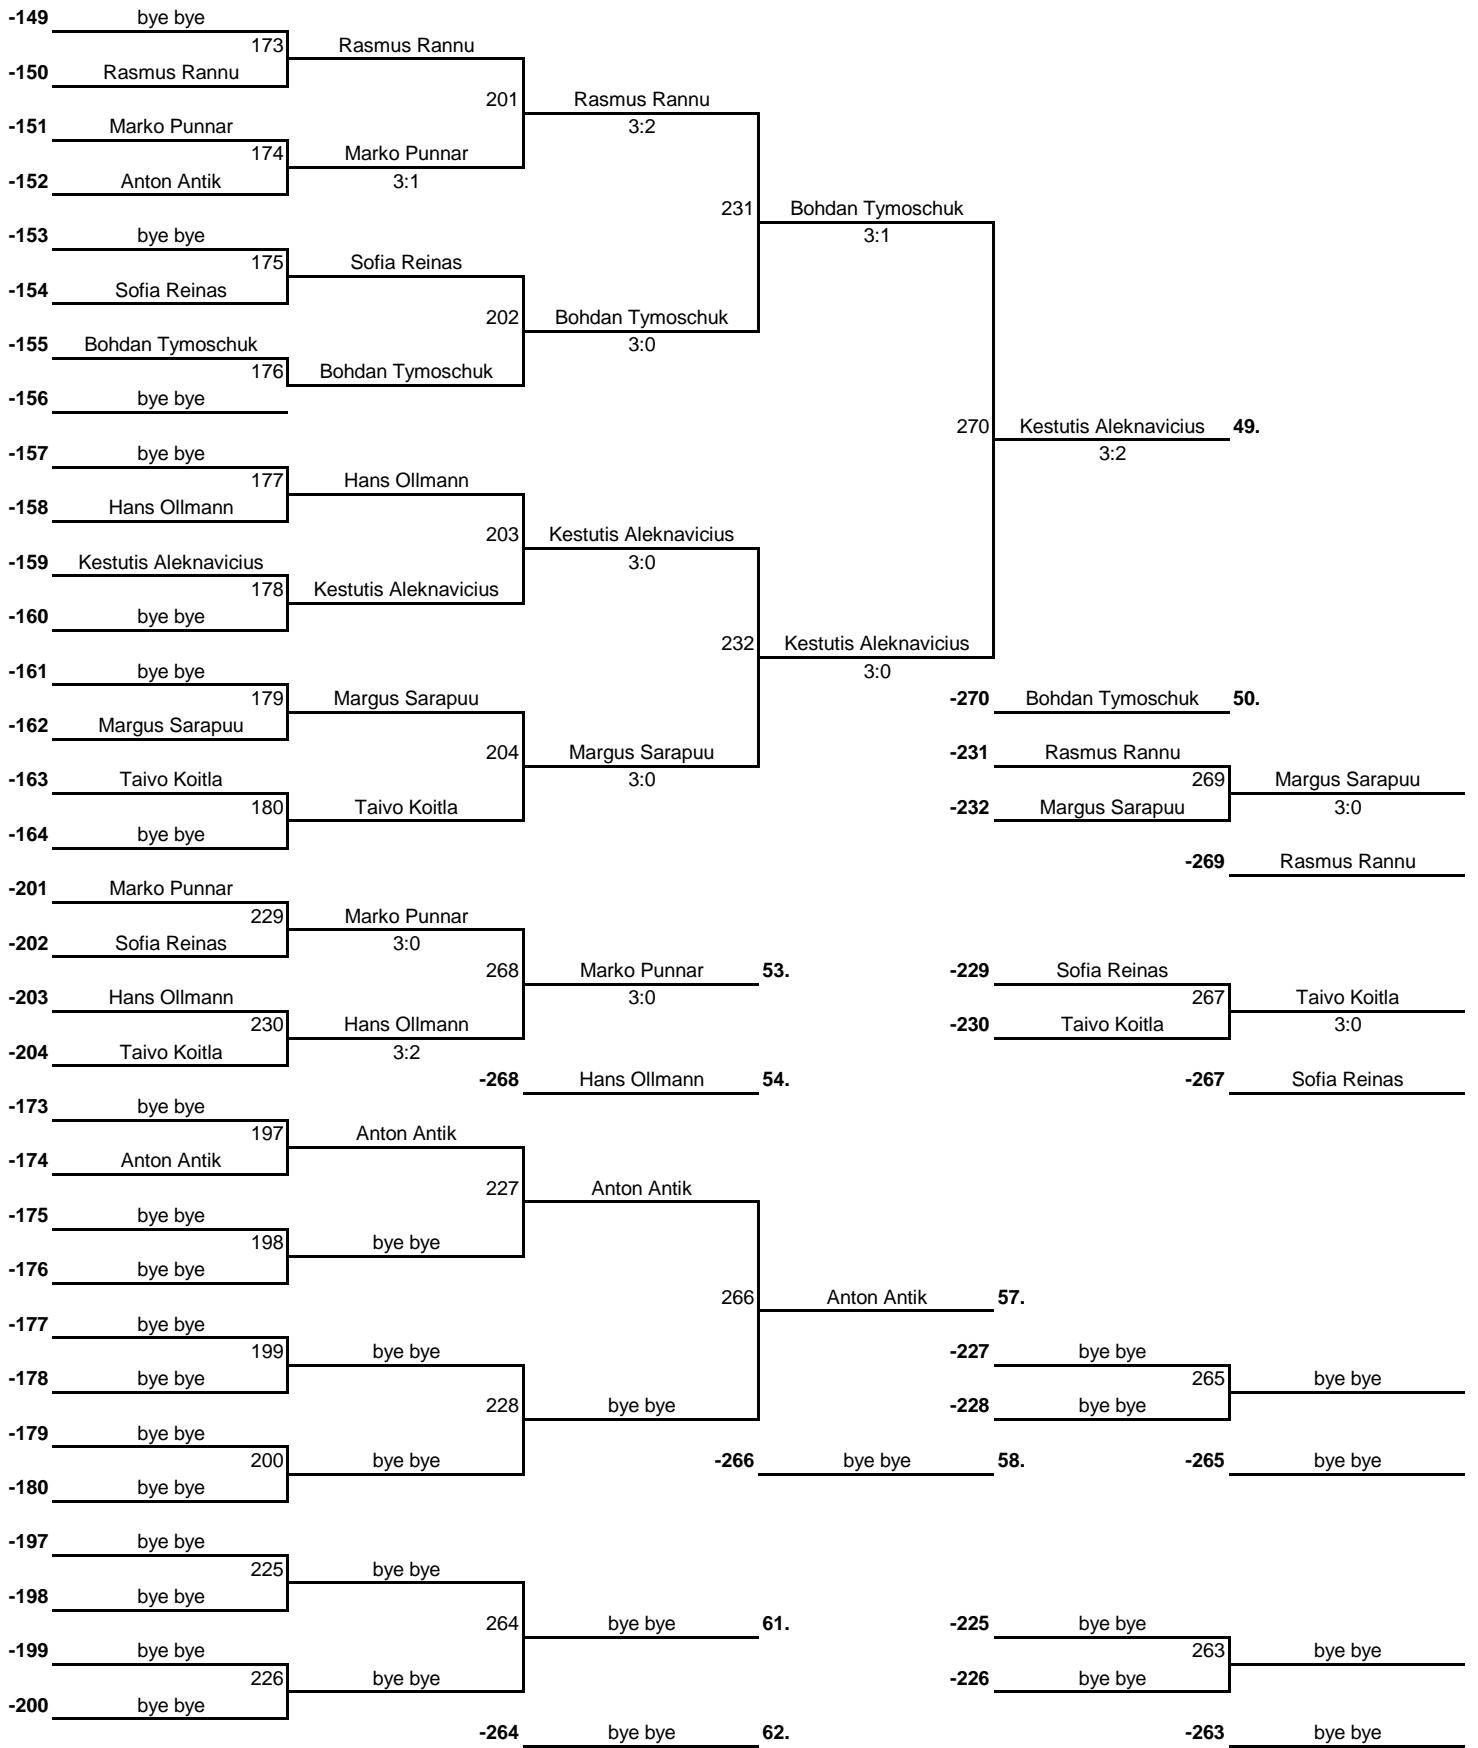 -149 bye bye
173 Rasmus Rannu
-150 Rasmus Rannu
201 Rasmus Rannu
-151 Marko Punnar 3:2
174 Marko Punnar
-152 Anton Antik 3:1
231 Bohdan Tymoschuk
-153 bye bye 3:1
175 Sofia Reinas
-154 Sofia Reinas
202 Bohdan Tymoschuk
-155 Bohdan Tymoschuk 3:0
176 Bohdan Tymoschuk
-156 bye bye
270 Kestutis Aleknavicius 49.
-157 bye bye 3:2
177 Hans Ollmann
-158 Hans Ollmann
203 Kestutis Aleknavicius
-159 Kestutis Aleknavicius 3:0
178 Kestutis Aleknavicius
-160 bye bye
232 Kestutis Aleknavicius
-161 bye bye 3:0
179 Margus Sarapuu -270 Bohdan Tymoschuk 50.
-162 Margus Sarapuu
204 Margus Sarapuu -231 Rasmus Rannu
-163 Taivo Koitla 3:0 269 Margus Sarapuu
180 Taivo Koitla -232 Margus Sarapuu 3:0
-164 bye bye
-269 Rasmus Rannu
-201 Marko Punnar
229 Marko Punnar
-202 Sofia Reinas 3:0
268 Marko Punnar 53. -229 Sofia Reinas
-203 Hans Ollmann 3:0 267 Taivo Koitla
230 Hans Ollmann -230 Taivo Koitla 3:0
-204 Taivo Koitla 3:2
-268 Hans Ollmann 54. -267 Sofia Reinas
-173 bye bye
197 Anton Antik
-174 Anton Antik
227 Anton Antik
-175 bye bye
198 bye bye
-176 bye bye
266 Anton Antik 57.
-177 bye bye
199 bye bye -227 bye bye
-178 bye bye 265 bye bye
228 bye bye -228 bye bye
-179 bye bye
200 bye bye -266 bye bye 58. -265 bye bye
-180 bye bye
-197 bye bye
225 bye bye
-198 bye bye
264 bye bye 61. -225 bye bye
-199 bye bye 263 bye bye
226 bye bye -226 bye bye
-200 bye bye
-264 bye bye 62. -263 bye bye